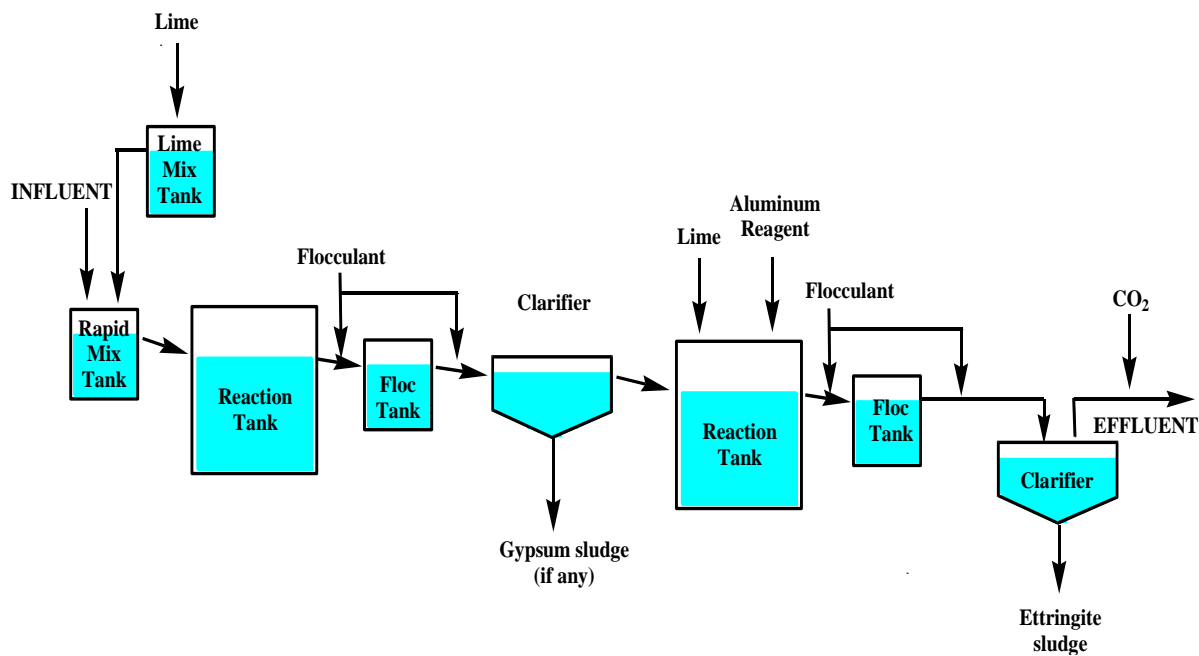 Lime
Lime
Mix
Tank
INFLUENT
Rapid
Mix
Tank
Reaction
Tank
Flocculant
Floc
Tank
Clarifier
Gypsum sludge
(if any)
Lime
Aluminum
Reagent
Reaction
Tank
Flocculant
Floc
Tank
CO₂
EFFLUENT
Clarifier
Ettringite
sludge